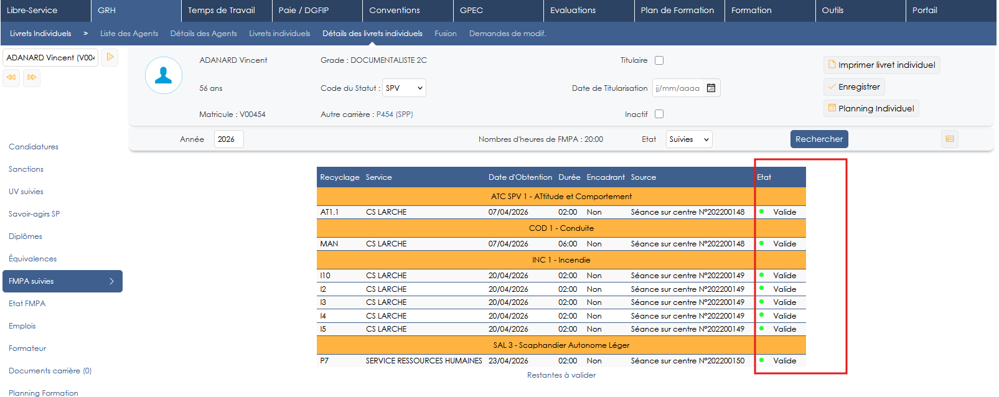 Libre-Service GRH Temps de Travail Paie / DGFIP Conventions GPEC Evaluations Plan de Formation Formation Outils Portail
Livrets Individuels > Liste des Agents Détails des Agents Livrets individuels Détails des livrets individuels Fusion Demandes de modif.
ADANARD Vincent (V004
ADANARD Vincent Grade : DOCUMENTALISTE 2C Titulaire Imprimer livret individuel
56 ans Code du Statut : SPV Date de Titularisation jj/mm/aaaa Enregistrer
Matricule : V00454 Autre carrière : P454 (SPP) Inactif Planning Individuel
Année 2026 Nombres d'heures de FMPA : 20:00 Etat Suivies Rechercher
Candidatures
Sanctions
UV suivies
Savoir-agirs SP
Diplômes
Équivalences
FMPA suivies
Etat FMPA
Emplois
Formateur
Documents carrière (0)
Planning Formation
Recyclage Service Date d'Obtention Durée Encadrant Source Etat
ATC SPV 1 - ATtitude et Comportement
AT1.1 CS LARCHE 07/04/2026 02:00 Non Séance sur centre N°202200148 Valide
COD 1 - Conduite
MAN CS LARCHE 07/04/2026 06:00 Non Séance sur centre N°202200148 Valide
INC 1 - Incendie
I10 CS LARCHE 20/04/2026 02:00 Non Séance sur centre N°202200149 Valide
I2 CS LARCHE 20/04/2026 02:00 Non Séance sur centre N°202200149 Valide
I3 CS LARCHE 20/04/2026 02:00 Non Séance sur centre N°202200149 Valide
I4 CS LARCHE 20/04/2026 02:00 Non Séance sur centre N°202200149 Valide
I5 CS LARCHE 20/04/2026 02:00 Non Séance sur centre N°202200149 Valide
SAL 3 - Scaphandier Autonome Léger
P7 SERVICE RESSOURCES HUMAINES 23/04/2026 02:00 Non Séance sur centre N°202200150 Valide
Restantes à valider